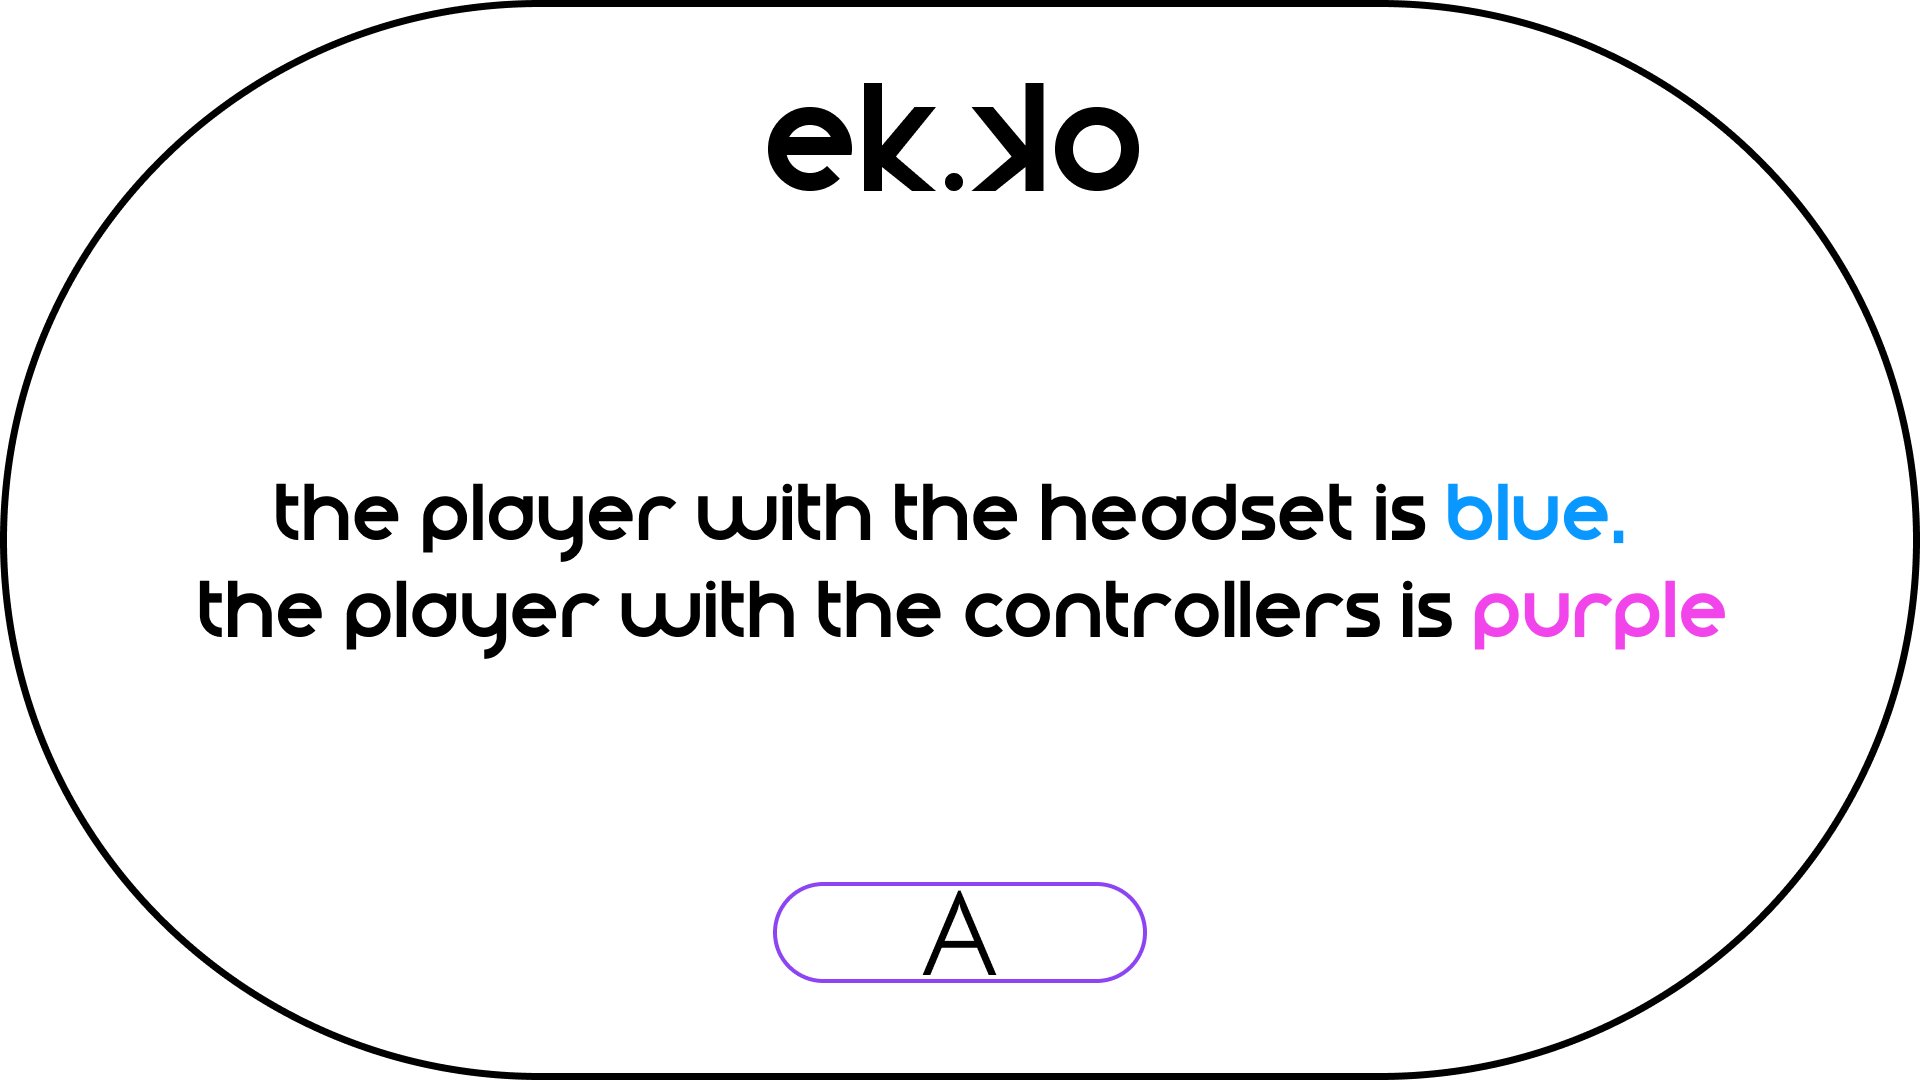 ek.ko
the player with the headset is blue.
the player with the controllers is purple
A